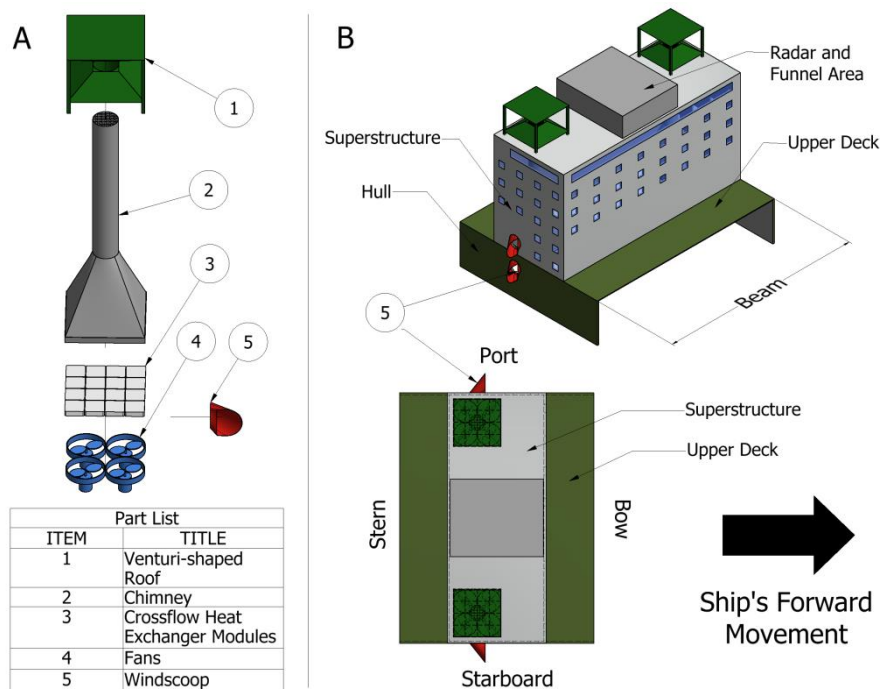 A
1
2
3
4
5
Part List
ITEM TITLE
1 Venturi-shaped
Roof
2 Chimney
3 Crossflow Heat
Exchanger Modules
4 Fans
5 Windscoop
B
Radar and
Funnel Area
Superstructure
Upper Deck
Hull
Beam
5
Port
Superstructure
Upper Deck
Stern
Bow
Starboard
Ship's Forward
Movement